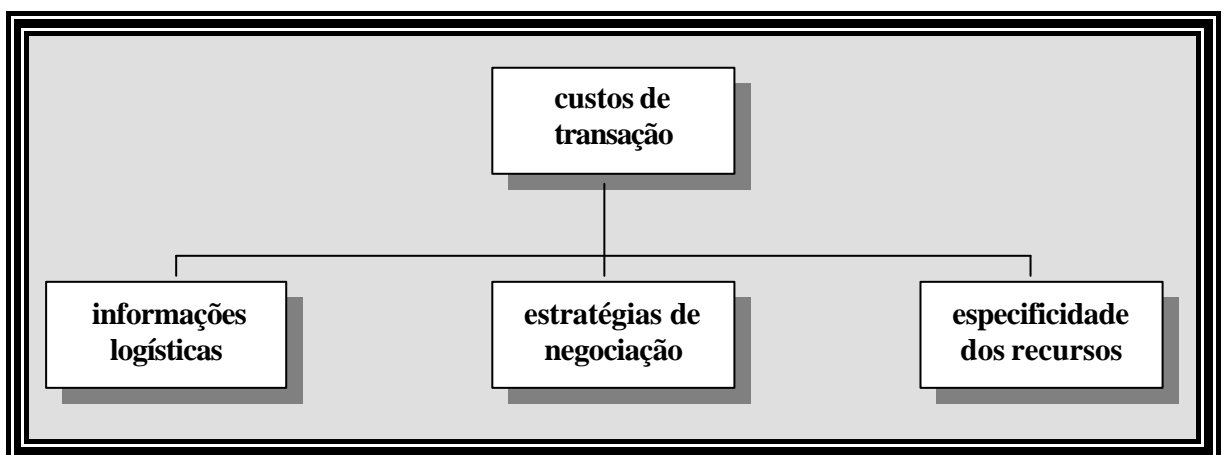 custos de
transação
informações
logísticas
estratégias de
negociação
especificidade
dos recursos